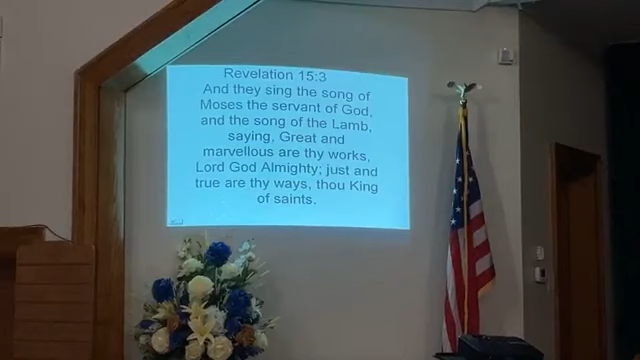 Revelation 15:3
And they sing the song of
Moses the servant of God,
and the song of the Lamb,
saying, Great and
marvellous are thy works,
Lord God Almighty; just and
true are thy ways, thou King
of saints.